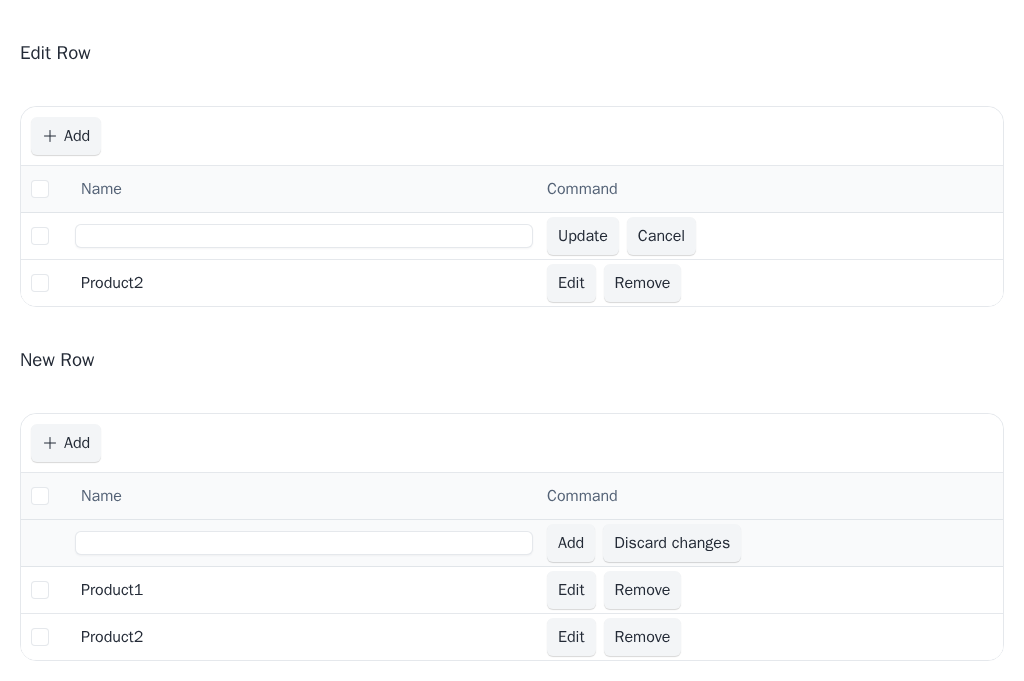 Edit Row
Add
Name Command
Update Cancel
Product2 Edit Remove
New Row
Add
Name Command
Add Discard changes
Product1 Edit Remove
Product2 Edit Remove